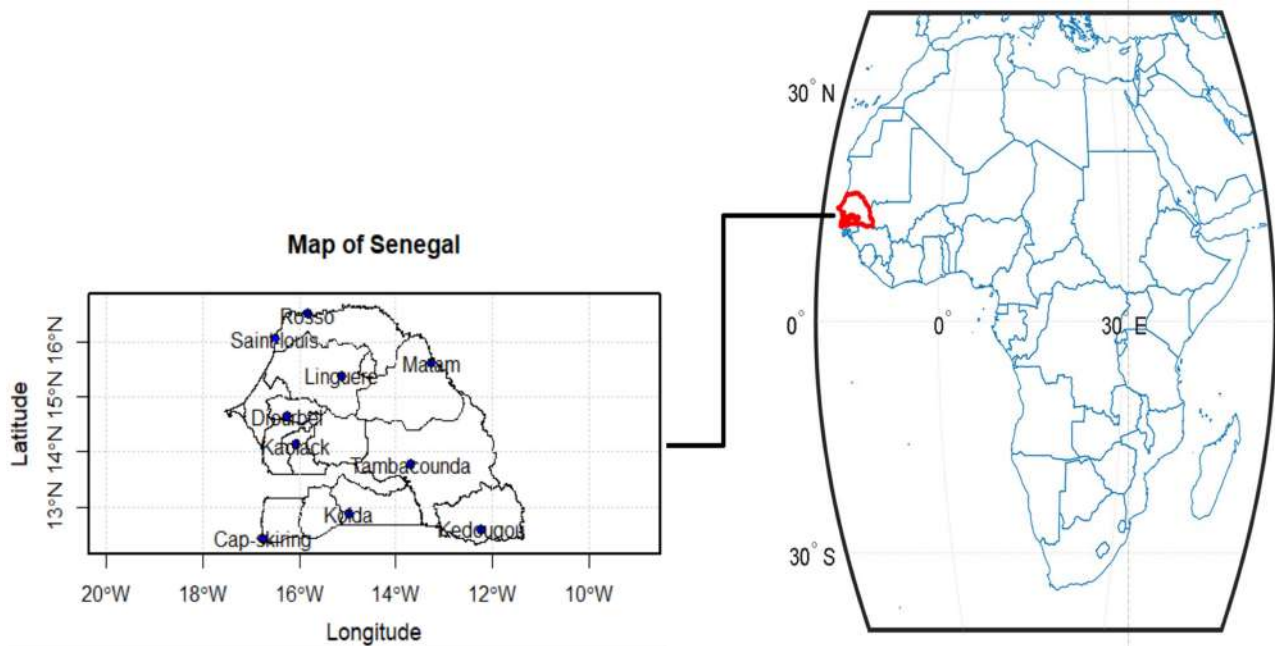 Map of Senegal
Latitude
16°N
15°N
14°N
13°N
Rosso
Saint louis
Matam
Linguere
Diourbel
Kaolack
Tambacounda
Kolda
Kedougou
Cap-skiring
20°W
18°W
16°W
14°W
12°W
10°W
Longitude
30° N
0°
0°
30° E
30° S